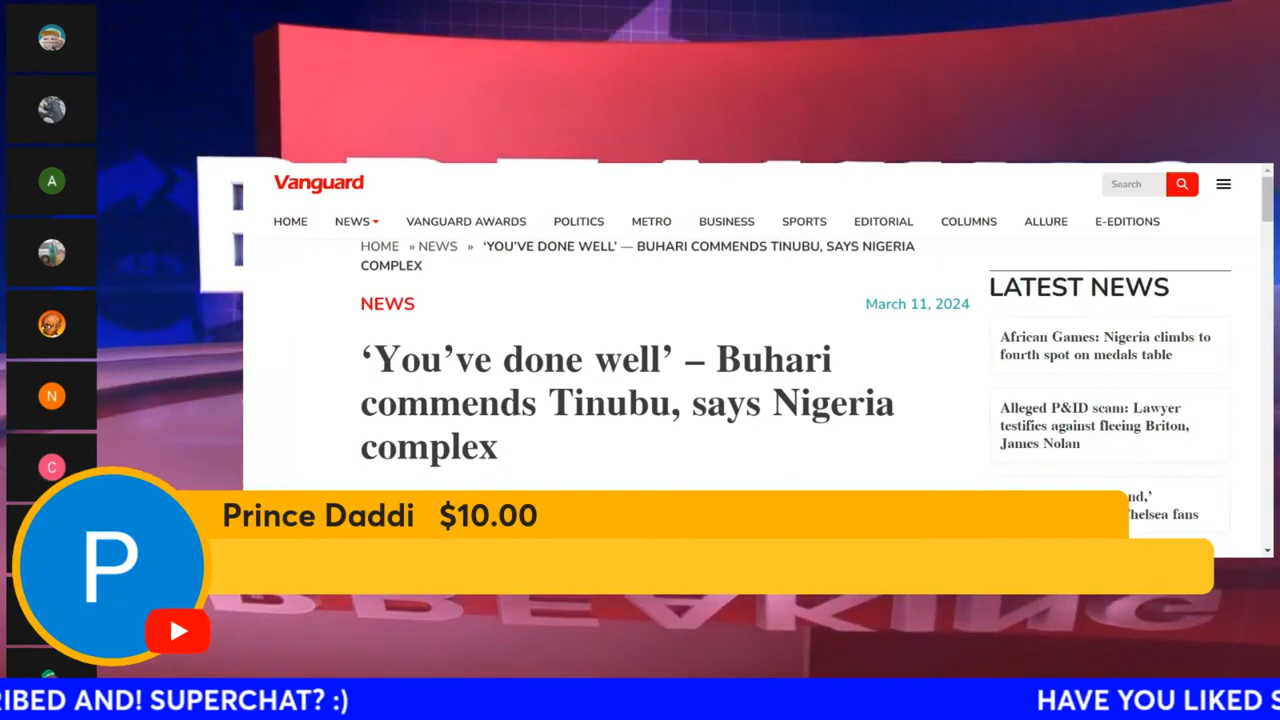 Vanguard
Search
HOME NEWS VANGUARD AWARDS POLITICS METRO BUSINESS SPORTS EDITORIAL COLUMNS ALLURE E-EDITIONS
HOME » NEWS » ‘YOU’VE DONE WELL’ — BUHARI COMMENDS TINUBU, SAYS NIGERIA
COMPLEX
NEWS
March 11, 2024
‘You’ve done well’ – Buhari
commends Tinubu, says Nigeria
complex
LATEST NEWS
African Games: Nigeria climbs to
fourth spot on medals table
Alleged P&ID scam: Lawyer
testifies against fleeing Briton,
James Nolan
fans
A
N
C
P
Prince Daddi $10.00
BREAKING
RIBED AND! SUPERCHAT? :)
HAVE YOU LIKED S